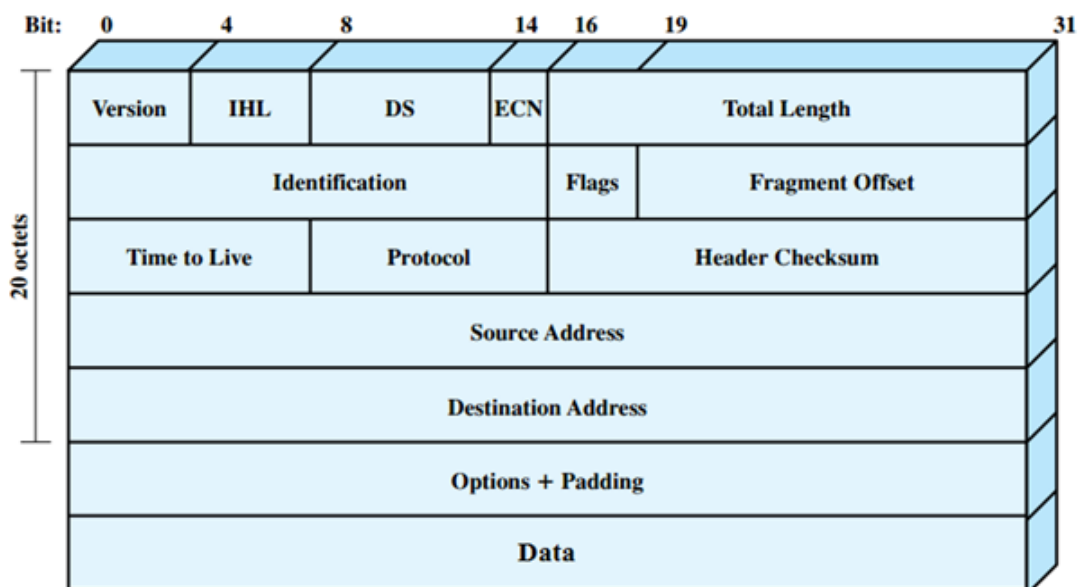 Bit: 0 4 8 14 16 19 31
Version IHL DS ECN Total Length
Identification Flags Fragment Offset
Time to Live Protocol Header Checksum
20 octets
Source Address
Destination Address
Options + Padding
Data